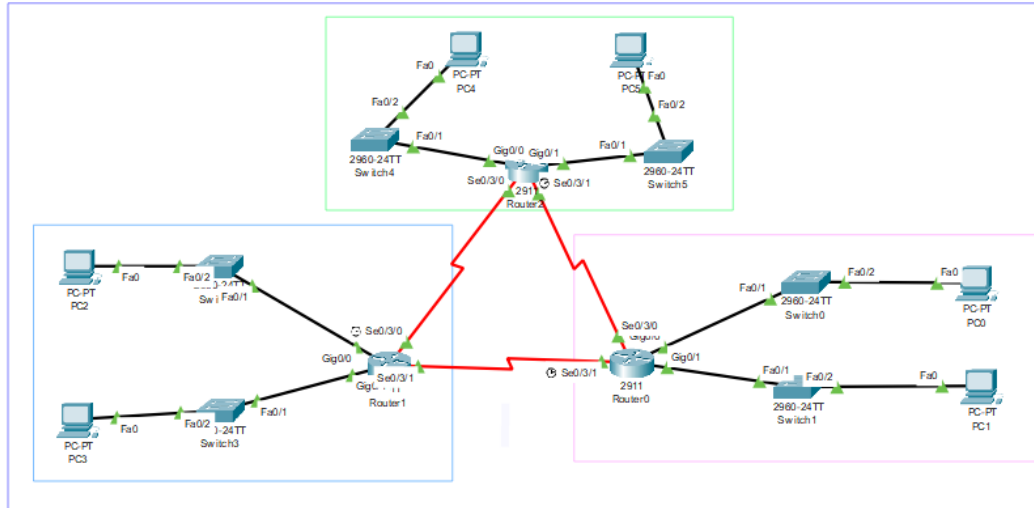 PC-PT
PC4
Fa0
Fa0/2
2960-24TT
Switch4
Fa0/1
Gig0/0
Gig0/1
Fa0/1
PC5
Fa0
Fa0/2
2960-24TT
Switch5
Se0/3/0
Se0/3/1
PC-PT
PC2
Fa0
Fa0/2
Fa0/1
Se0/3/0
Gig0/0
Se0/3/1
Router1
PC-PT
PC3
Fa0
Fa0/2
Fa0/1
Switch3
Se0/3/0
Gig0/1
Se0/3/1
2911
Router0
Fa0/1
Fa0/2
2960-24TT
Switch0
Fa0
PC-PT
PC0
Fa0/1
Fa0/2
2960-24TT
Switch1
Fa0
PC-PT
PC1